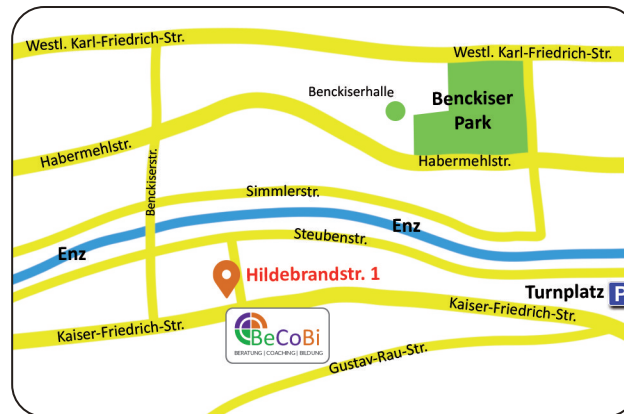 Westl. Karl-Friedrich-Str.
Westl. Karl-Friedrich-Str.
Benckiserhalle
Benckiser
Park
Habermehlstr.
Habermehlstr.
Benckiserstr.
Simmlerstr.
Enz
Steubenstr.
Enz
Hildebrandstr. 1
Turnplatz P
Kaiser-Friedrich-Str.
Kaiser-Friedrich-Str.
BeCoBi
BERATUNG | COACHING | BILDUNG
Gustav-Rau-Str.